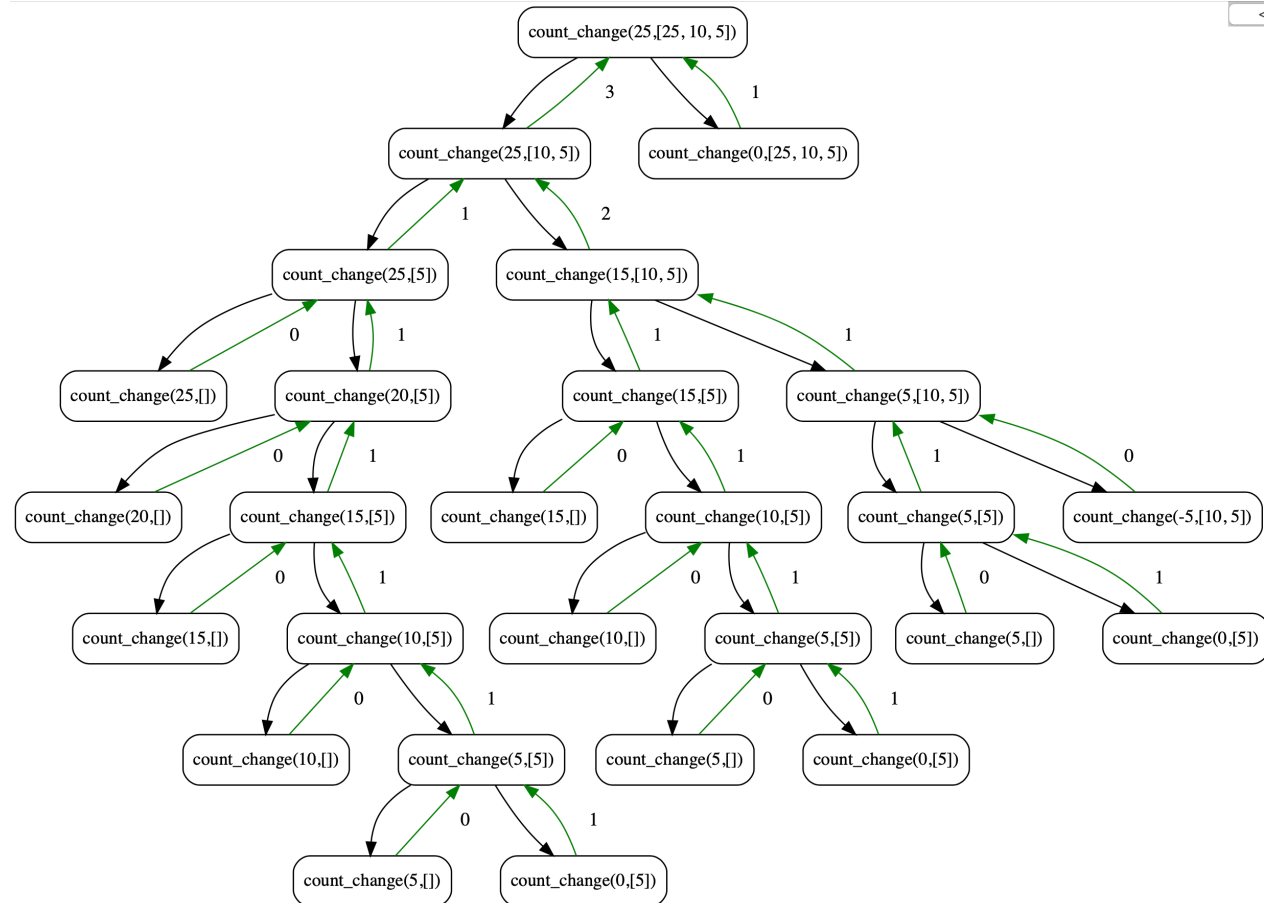 <
count_change(25,[25, 10, 5])
3
1
count_change(25,[10, 5])
count_change(0,[25, 10, 5])
1
2
count_change(25,[5])
count_change(15,[10, 5])
0
1
1
1
count_change(25,[])
count_change(20,[5])
count_change(15,[5])
count_change(5,[10, 5])
0
1
0
1
1
0
count_change(20,[])
count_change(15,[5])
count_change(15,[])
count_change(10,[5])
count_change(5,[5])
count_change(-5,[10, 5])
0
1
0
1
0
1
count_change(15,[])
count_change(10,[5])
count_change(10,[])
count_change(5,[5])
count_change(5,[])
count_change(0,[5])
0
1
0
1
count_change(10,[])
count_change(5,[5])
count_change(5,[])
count_change(0,[5])
0
1
count_change(5,[])
count_change(0,[5])